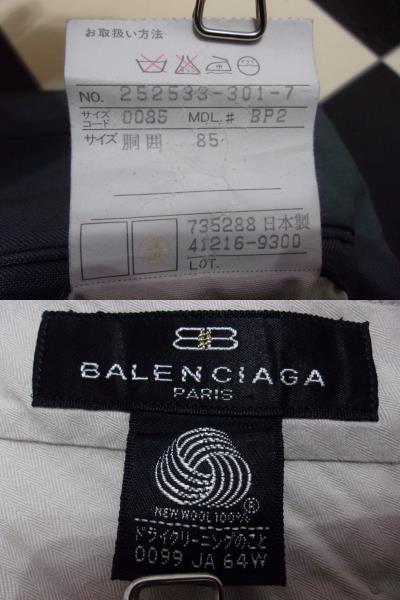 お取扱い方法
NO. 252533-301-7
サイズコード 0085 MDL.# BP2
サイズ 胴囲 85
735288 日本製
41216-9300
LOT.
BB
BALENCIAGA
PARIS
NEW WOOL 100% ®
ドライクリーニングのこと
0099 JA 64W